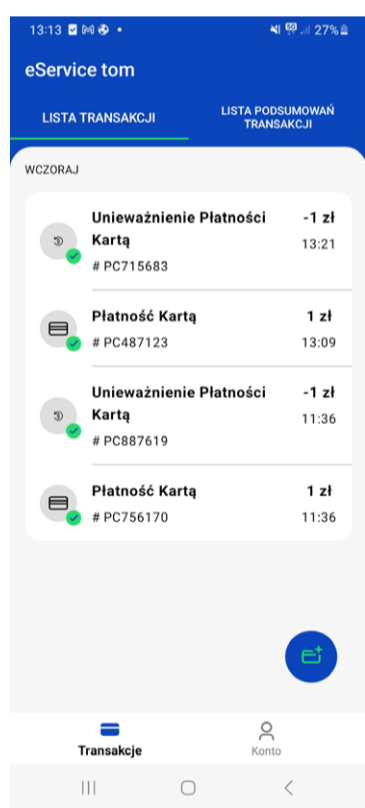 13:13 27%
eService tom
LISTA TRANSAKCJI
LISTA PODSUMOWAŃ
TRANSAKCJI
WCZORAJ
Unieważnienie Płatności -1 zł
Kartą 13:21
# PC715683
Płatność Kartą 1 zł
# PC487123 13:09
Unieważnienie Płatności -1 zł
Kartą 11:36
# PC887619
Płatność Kartą 1 zł
# PC756170 11:36
Transakcje Konto